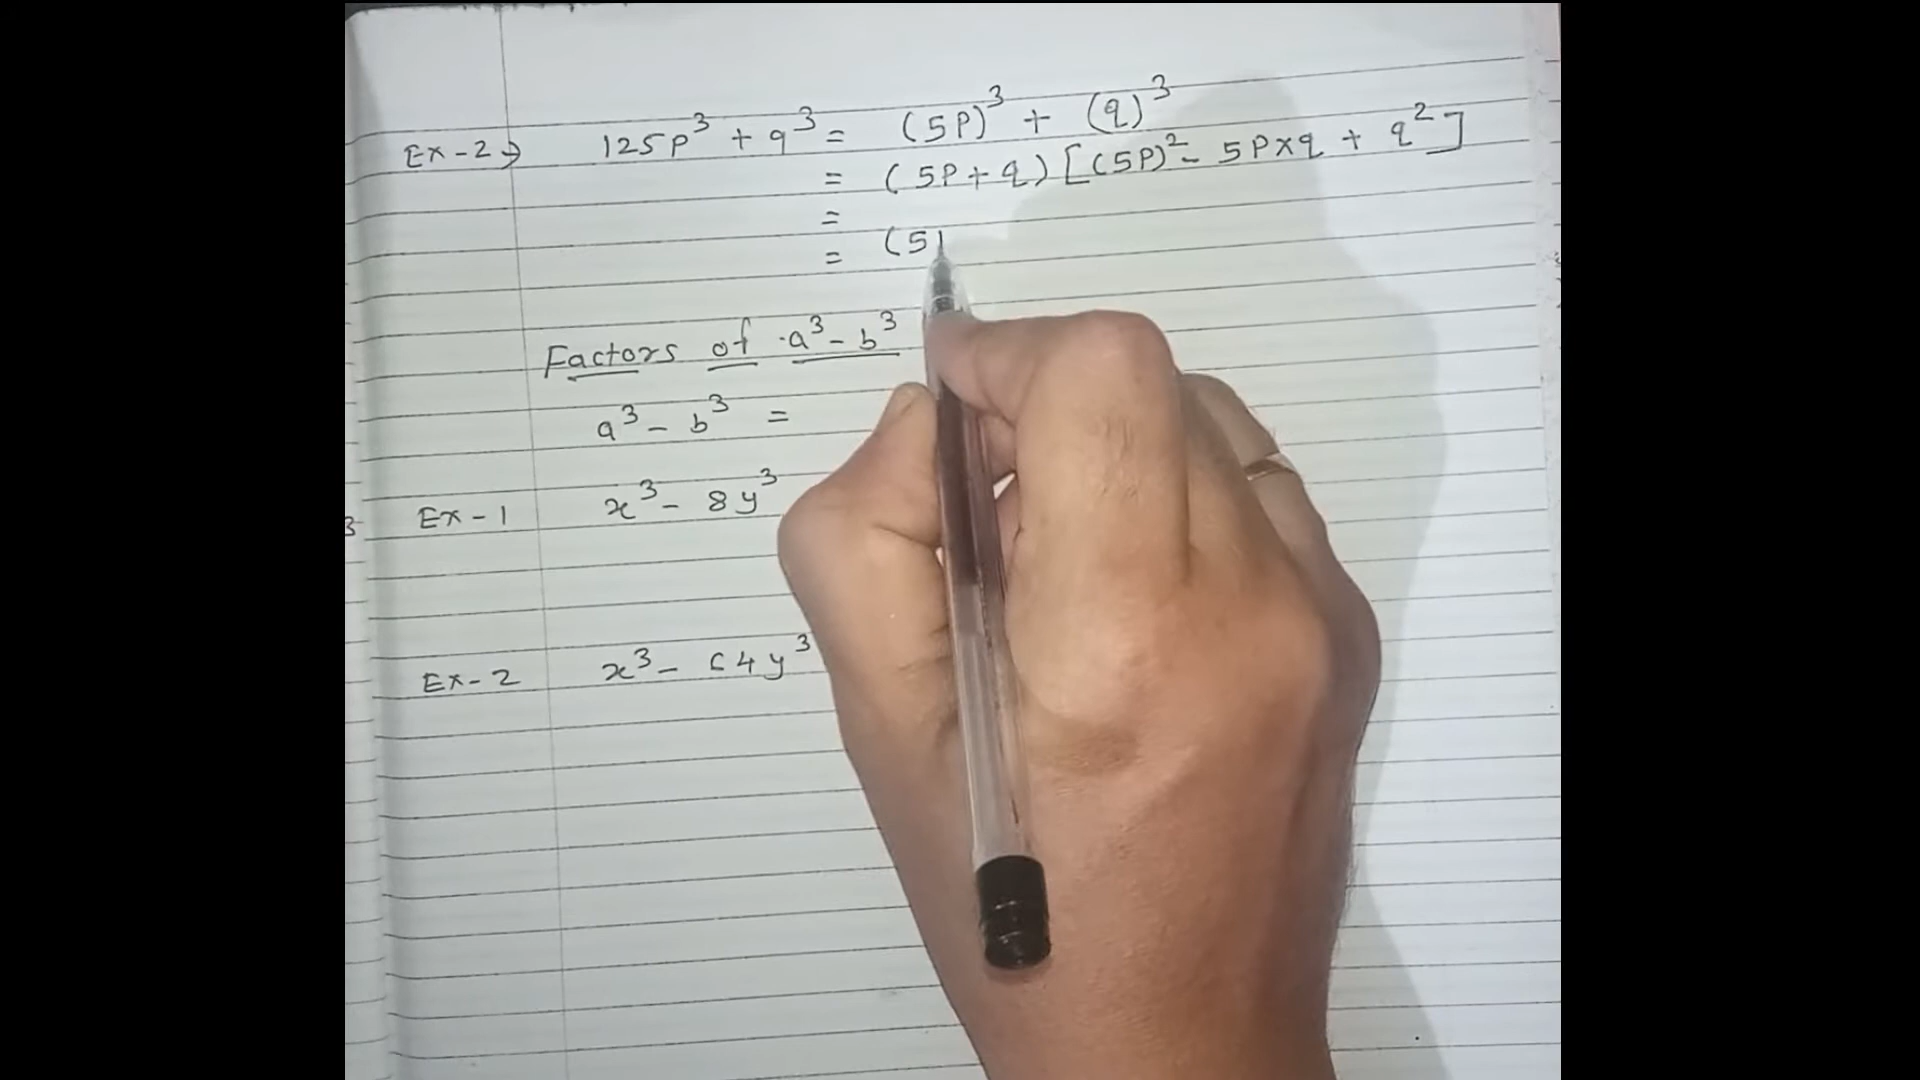 Ex-2→ 125p³ + q³ = (5P)³ + (q)³
= (5P+q) [(5P)² - 5P×q + q²]
=
= (5
Factors of a³ - b³
a³ - b³ =
3 Ex-1 x³ - 8y³
Ex-2 x³ - 64y³